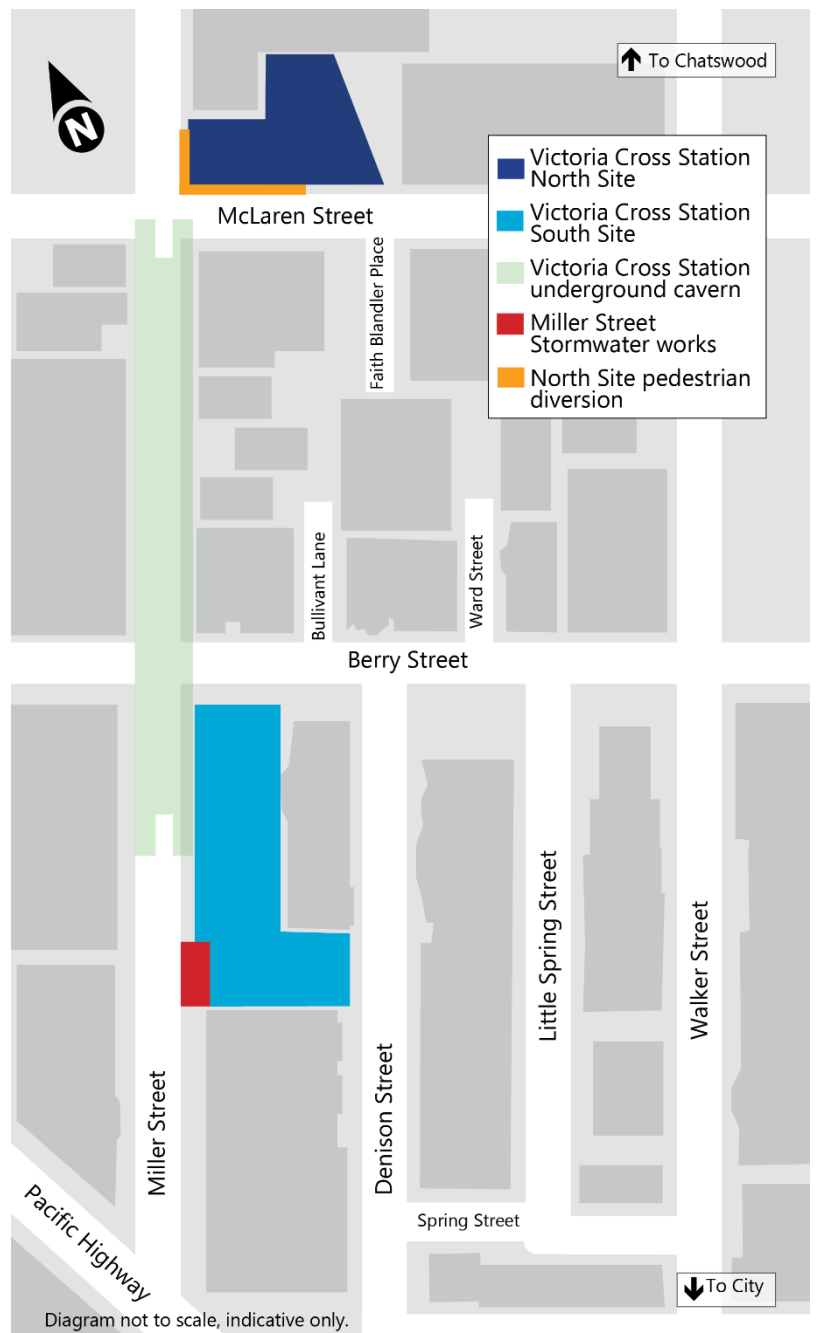 To Chatswood
N
Victoria Cross Station
North Site
Victoria Cross Station
South Site
Victoria Cross Station
underground cavern
Miller Street
Stormwater works
North Site pedestrian
diversion
McLaren Street
Faith Blandler Place
Bullivant Lane
Ward Street
Berry Street
Little Spring Street
Walker Street
Miller Street
Denison Street
Pacific Highway
Spring Street
To City
Diagram not to scale, indicative only.